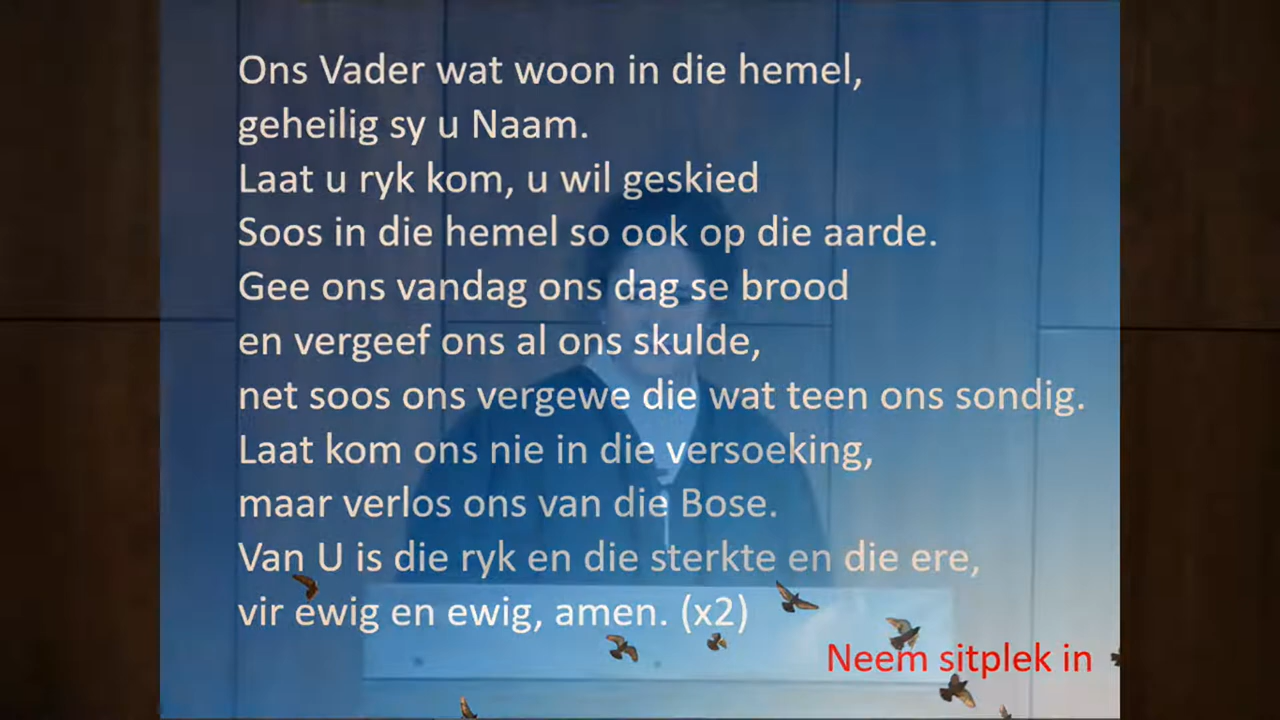 Ons Vader wat woon in die hemel,
geheilig sy u Naam.
Laat u ryk kom, u wil geskied
Soos in die hemel so ook op die aarde.
Gee ons vandag ons dag se brood
en vergeef ons al ons skulde,
net soos ons vergewe die wat teen ons sondig.
Laat kom ons nie in die versoeking,
maar verlos ons van die Bose.
Van U is die ryk en die sterkte en die ere,
vir ewig en ewig, amen. (x2)
Neem sitplek in